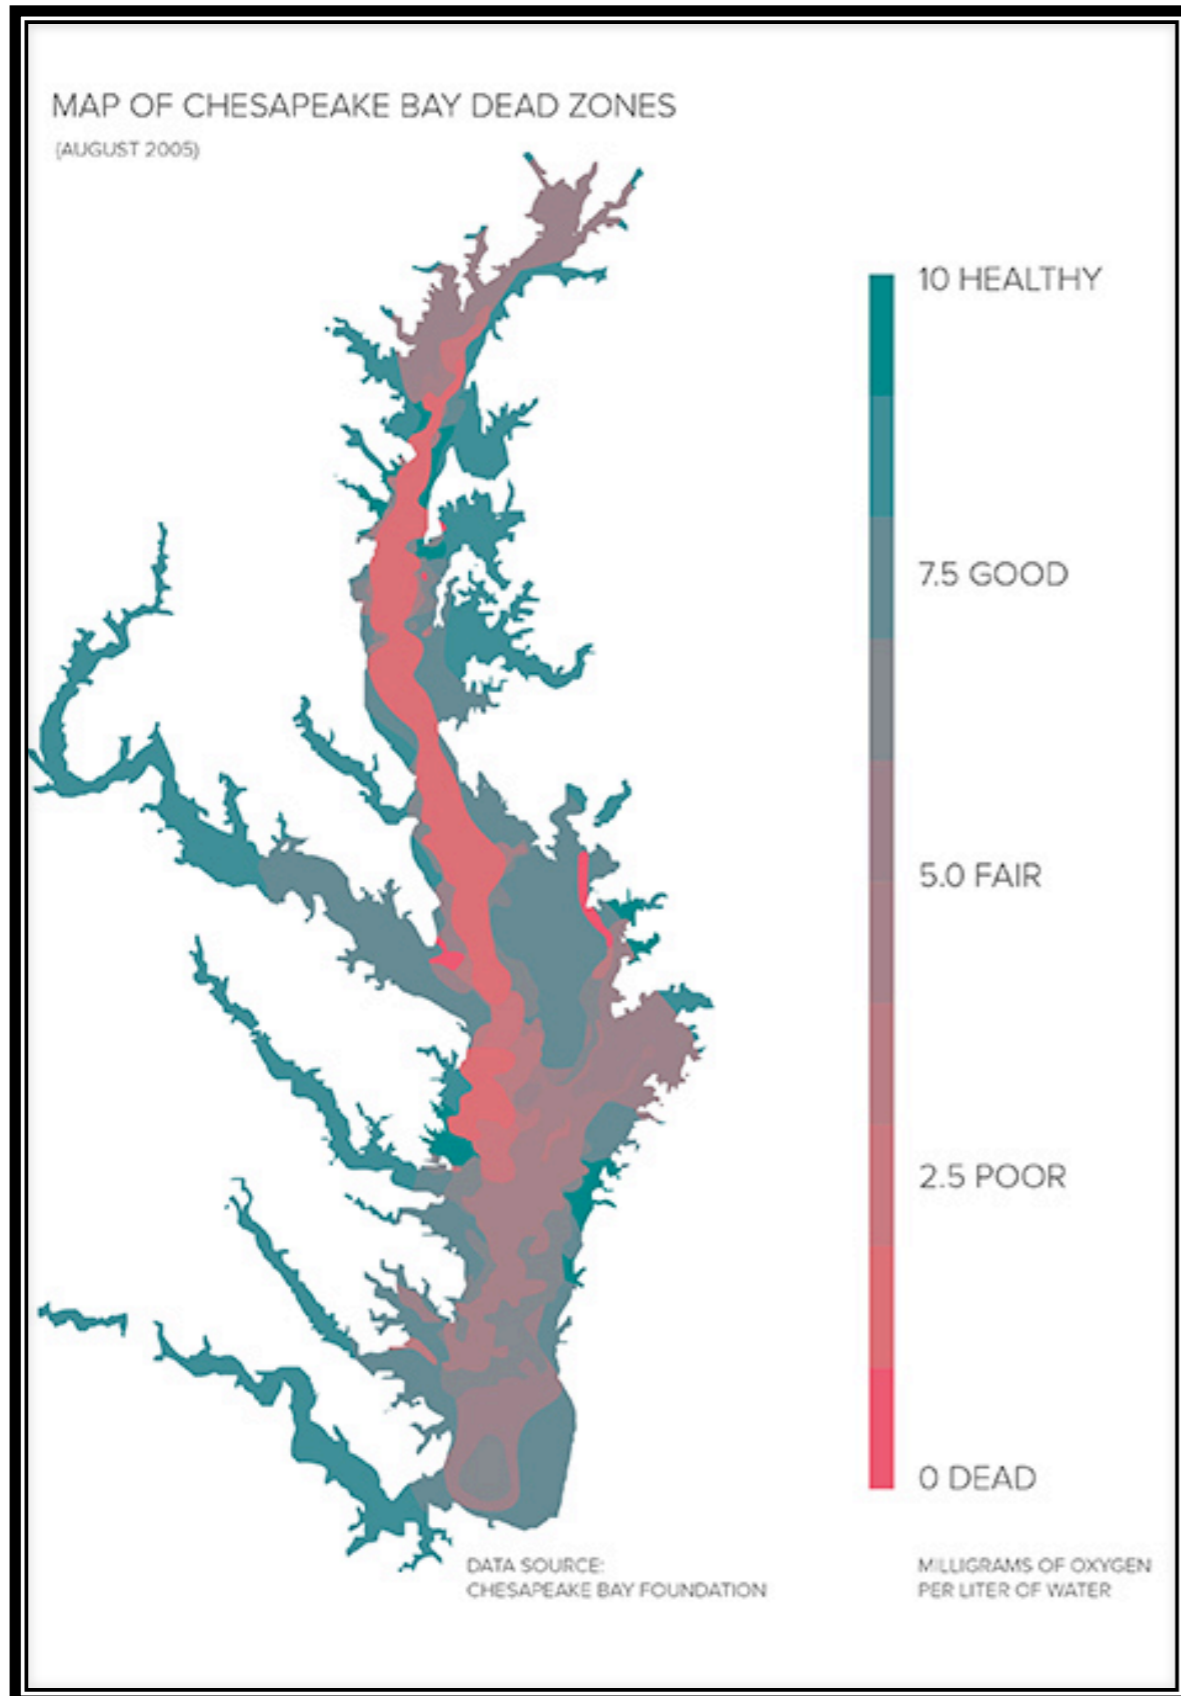 MAP OF CHESAPEAKE BAY DEAD ZONES
(AUGUST 2005)
10 HEALTHY
7.5 GOOD
5.0 FAIR
2.5 POOR
0 DEAD
DATA SOURCE:
CHESAPEAKE BAY FOUNDATION
MILLIGRAMS OF OXYGEN
PER LITER OF WATER